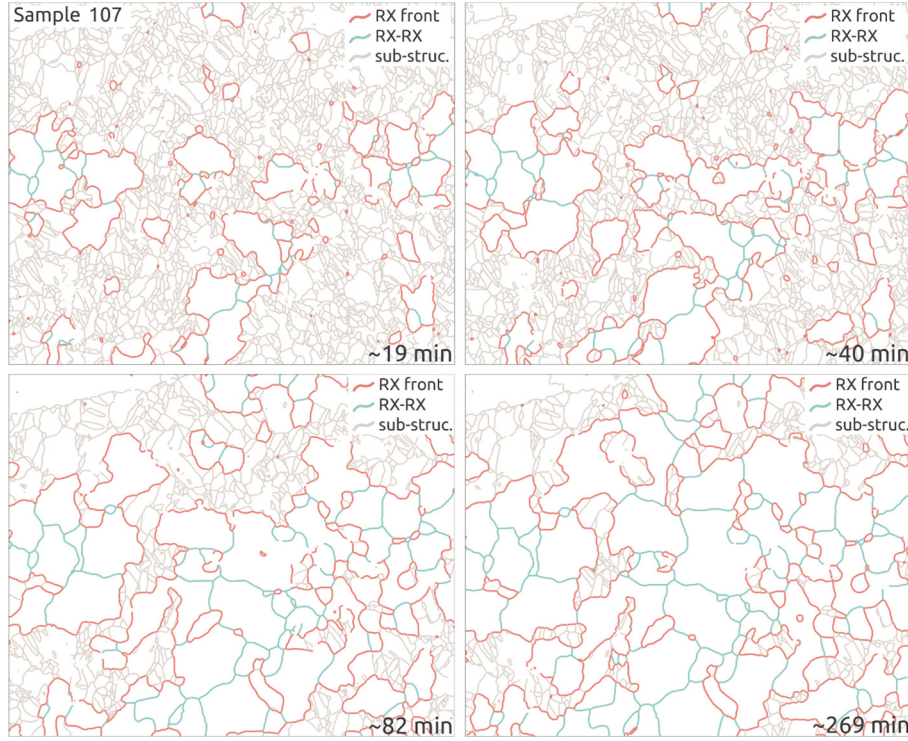 Sample 107
RX front
RX-RX
sub-struc.
~19 min
RX front
RX-RX
sub-struc.
~40 min
RX front
RX-RX
sub-struc.
~82 min
RX front
RX-RX
sub-struc.
~269 min